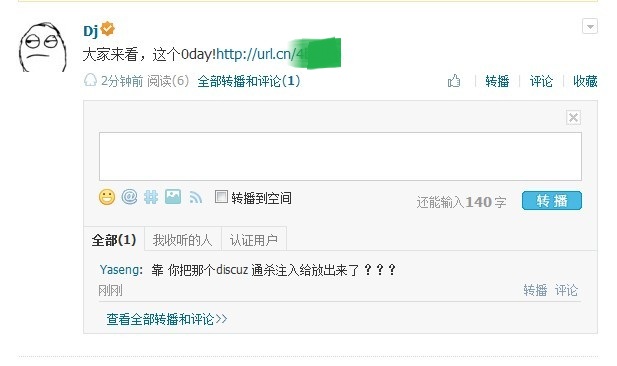 Dj
大家来看，这个0day!http://url.cn/4
2分钟前 阅读(6) 全部转播和评论(1) 转播 评论 收藏
转播到空间 还能输入140字 转 播
全部(1) 我收听的人 认证用户
Yaseng: 靠 你把那个discuz 通杀注入给放出来了？？？
刚刚 转播 评论
查看全部转播和评论>>